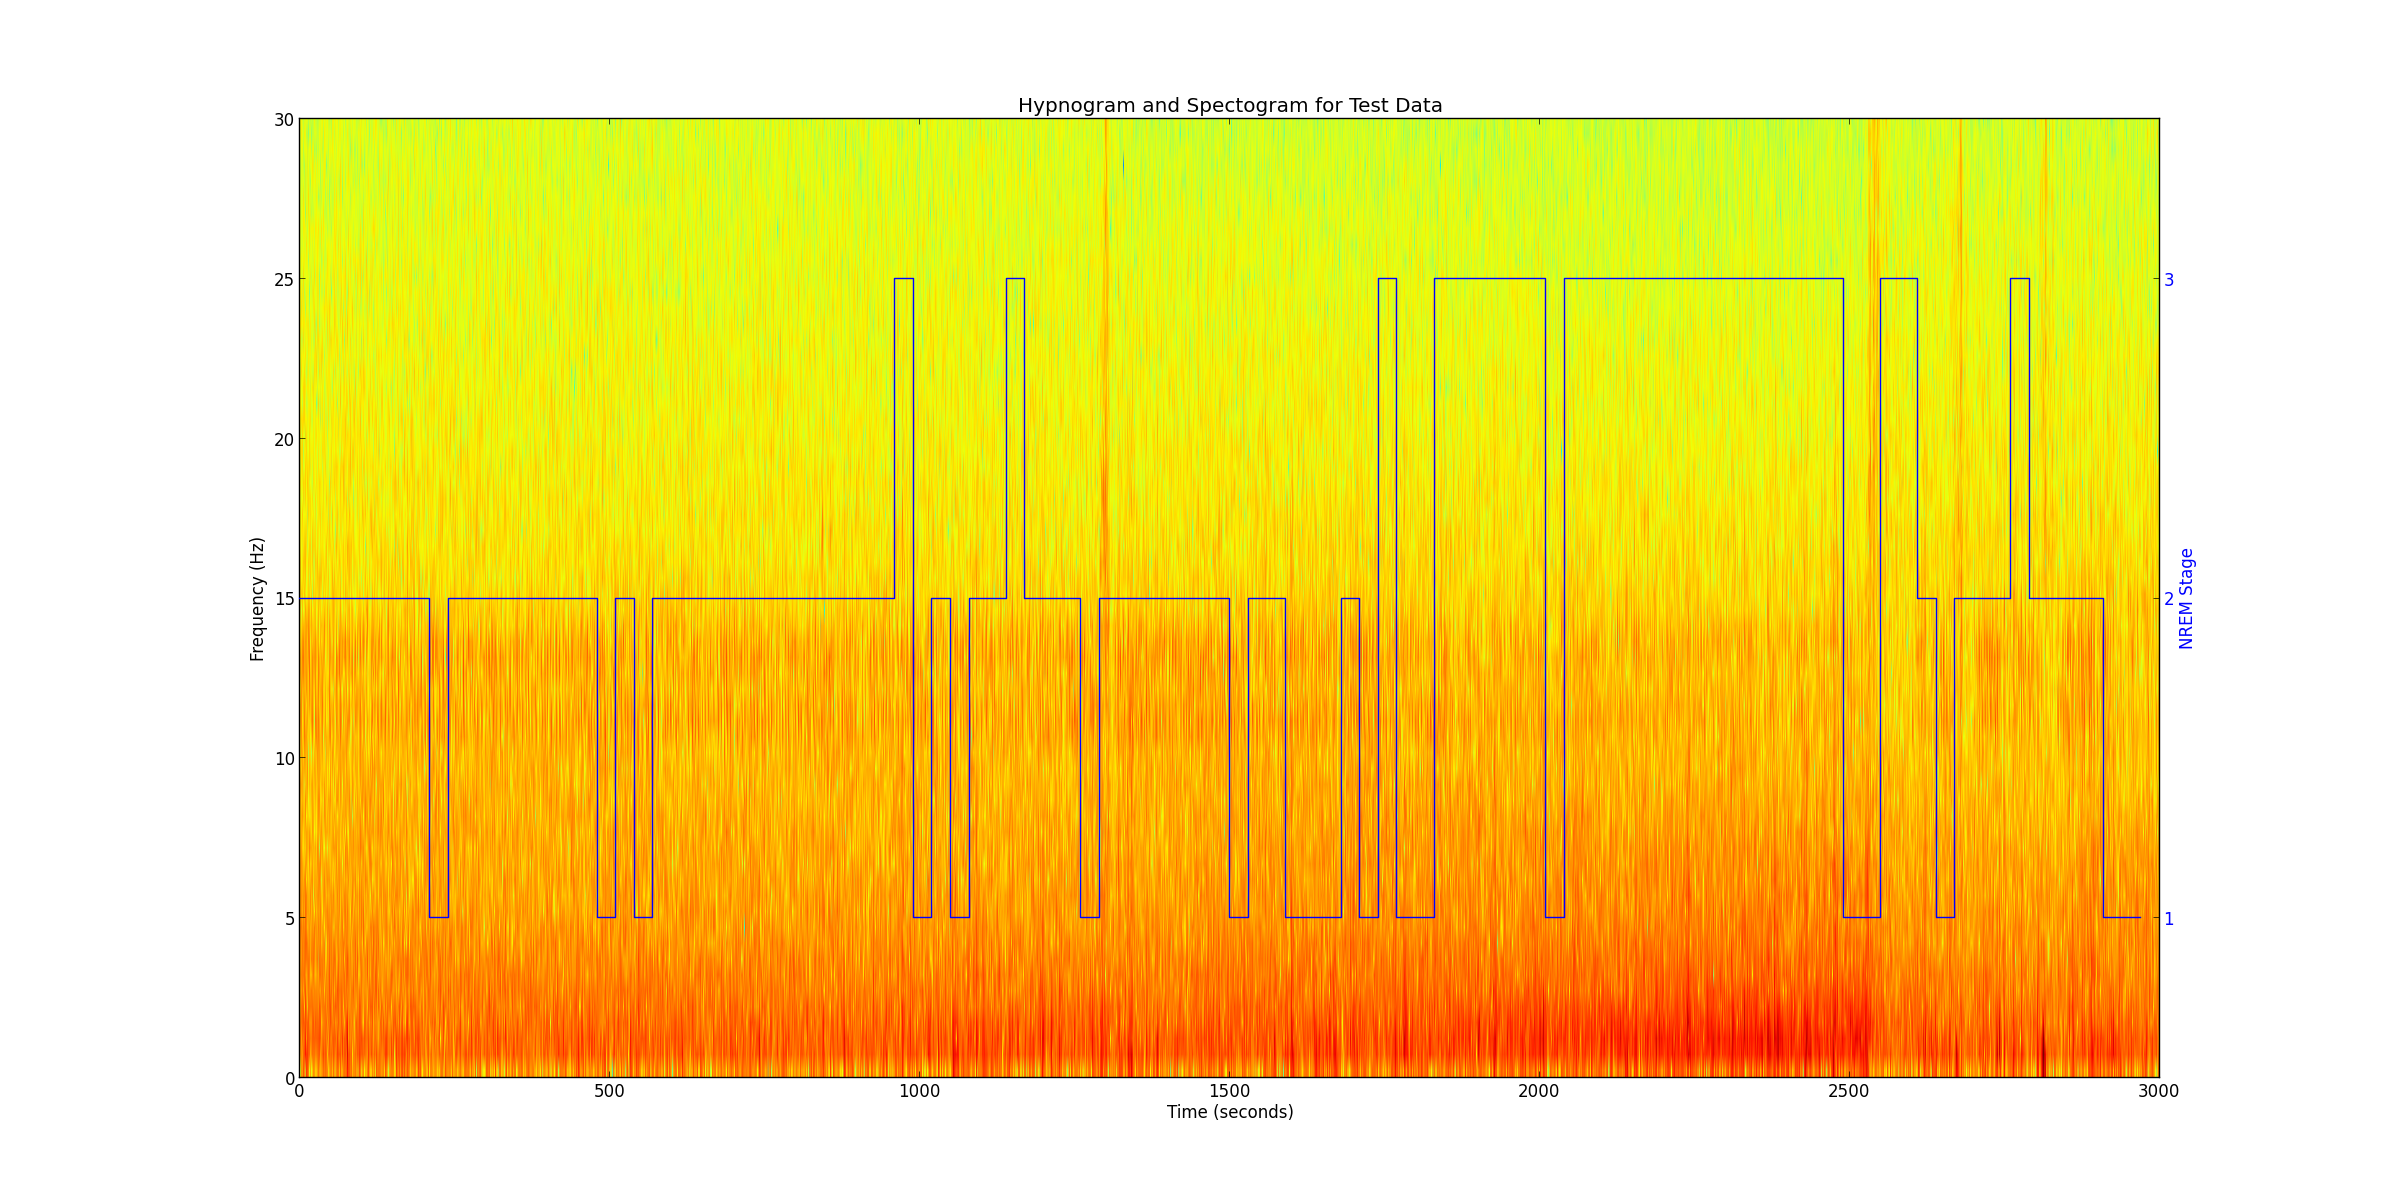 Hypnogram and Spectogram for Test Data
30
25
20
15
10
5
0
Frequency (Hz)
0 500 1000 1500 2000 2500 3000
Time (seconds)
3
2
1
NREM Stage